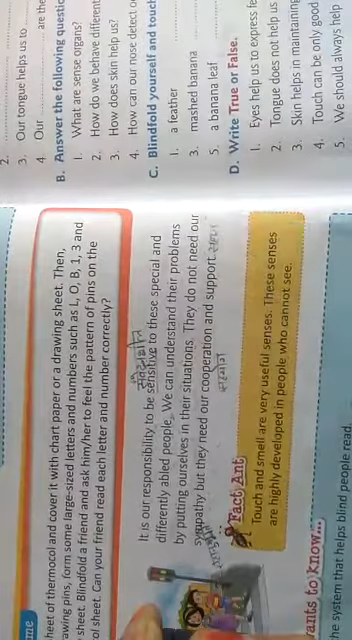 me
heet of thermocol and cover it with chart paper or a drawing sheet. Then,
awing pins, form some large-sized letters and numbers such as L, O, B, 1, 3 and
sheet. Blindfold a friend and ask him/her to feel the pattern of pins on the
ol sheet. Can your friend read each letter and number correctly?
It is our responsibility to be sensitive to these special and
differently abled people. We can understand their problems
by putting ourselves in their situations. They do not need our
sympathy but they need our cooperation and support.
Fact Ant
Touch and smell are very useful senses. These senses
are highly developed in people who cannot see.
ants to know...
he system that helps blind people read.
2.
3. Our tongue helps us to
4. Our are the
B. Answer the following questio
1. What are sense organs?
2. How do we behave different
3. How does skin help us?
4. How can our nose detect o
C. Blindfold yourself and touch
1. a feather
3. mashed banana
5. a banana leaf
D. Write True or False.
1. Eyes help us to express fe
2. Tongue does not help us
3. Skin helps in maintaining
4. Touch can be only good
5. We should always help